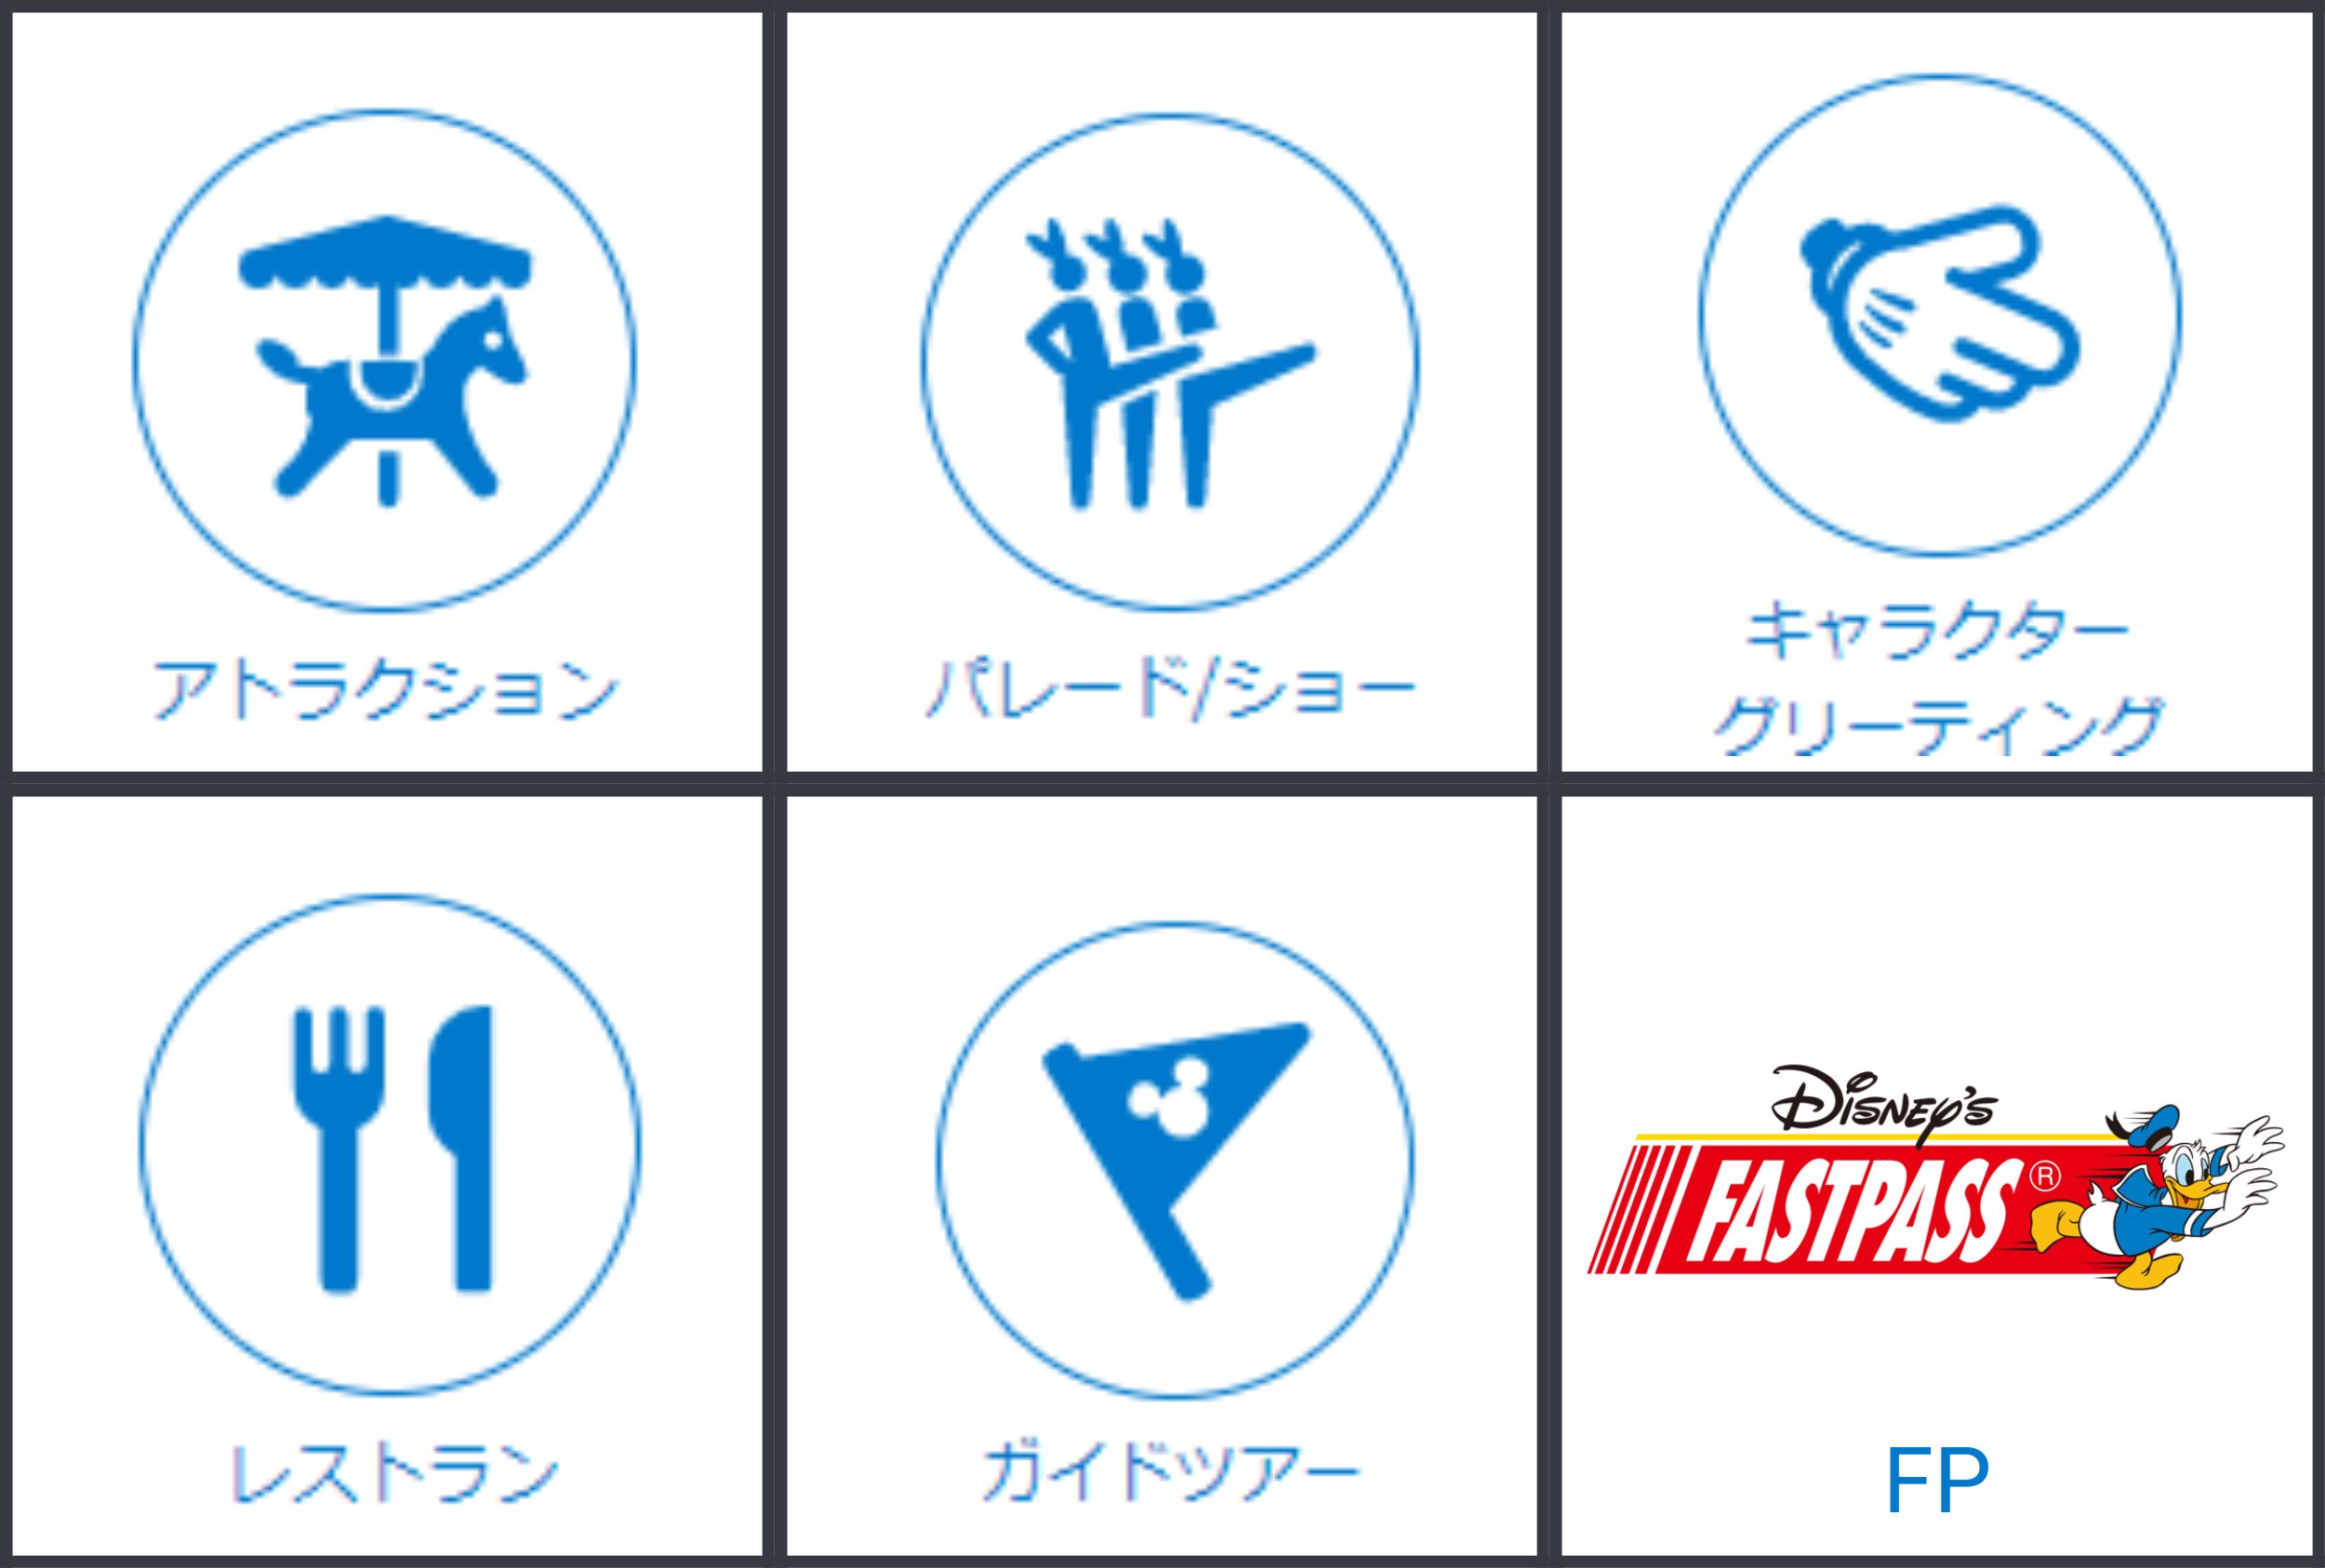 アトラクション
パレード/ショー
キャラクター
グリーティング
レストラン
ガイドツアー
Disney's
FASTPASS®
FP